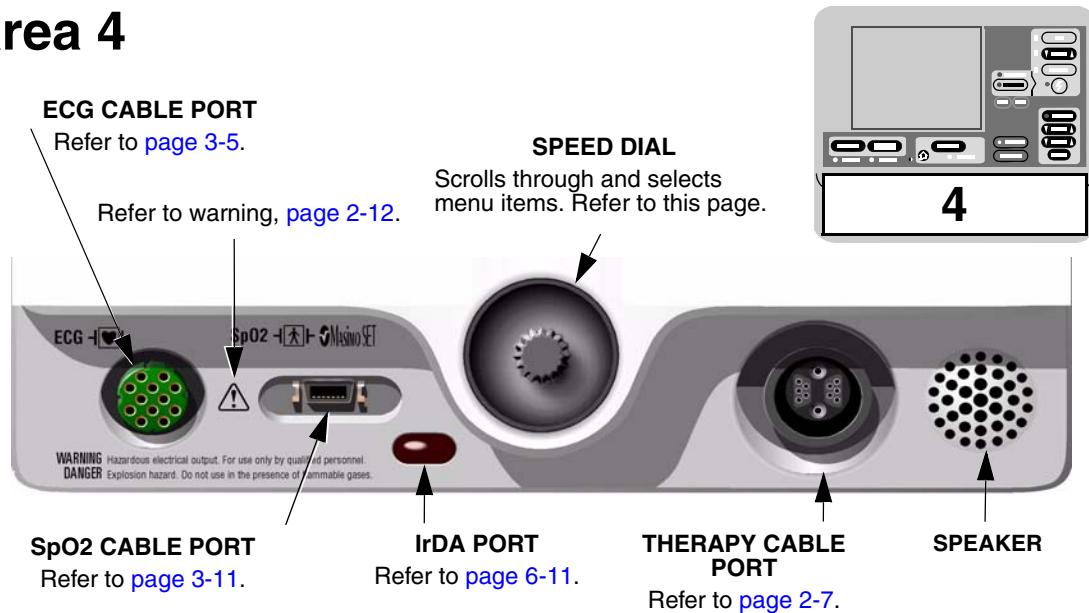 rea 4
ECG CABLE PORT
Refer to page 3-5.
Refer to warning, page 2-12.
SPEED DIAL
Scrolls through and selects
menu items. Refer to this page.
4
ECG
SpO2 Masimo SET
WARNING Hazardous electrical output. For use only by qualified personnel.
DANGER Explosion hazard. Do not use in the presence of flammable gases.
SpO2 CABLE PORT
Refer to page 3-11.
IrDA PORT
Refer to page 6-11.
THERAPY CABLE
PORT
Refer to page 2-7.
SPEAKER